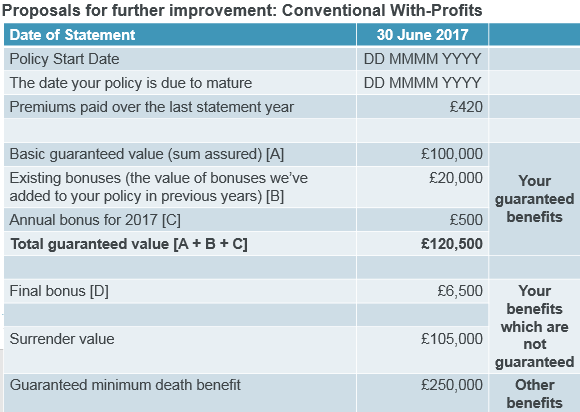 Proposals for further improvement: Conventional With-Profits
Date of Statement 30 June 2017
Policy Start Date DD MMMM YYYY
The date your policy is due to mature DD MMMM YYYY
Premiums paid over the last statement year £420
Basic guaranteed value (sum assured) [A] £100,000
Existing bonuses (the value of bonuses we've £20,000
added to your policy in previous years) [B]
Annual bonus for 2017 [C] £500
Total guaranteed value [A + B + C] £120,500
Your
guaranteed
benefits
Final bonus [D] £6,500
Surrender value £105,000
Your
benefits
which are
not
guaranteed
Guaranteed minimum death benefit £250,000
Other
benefits